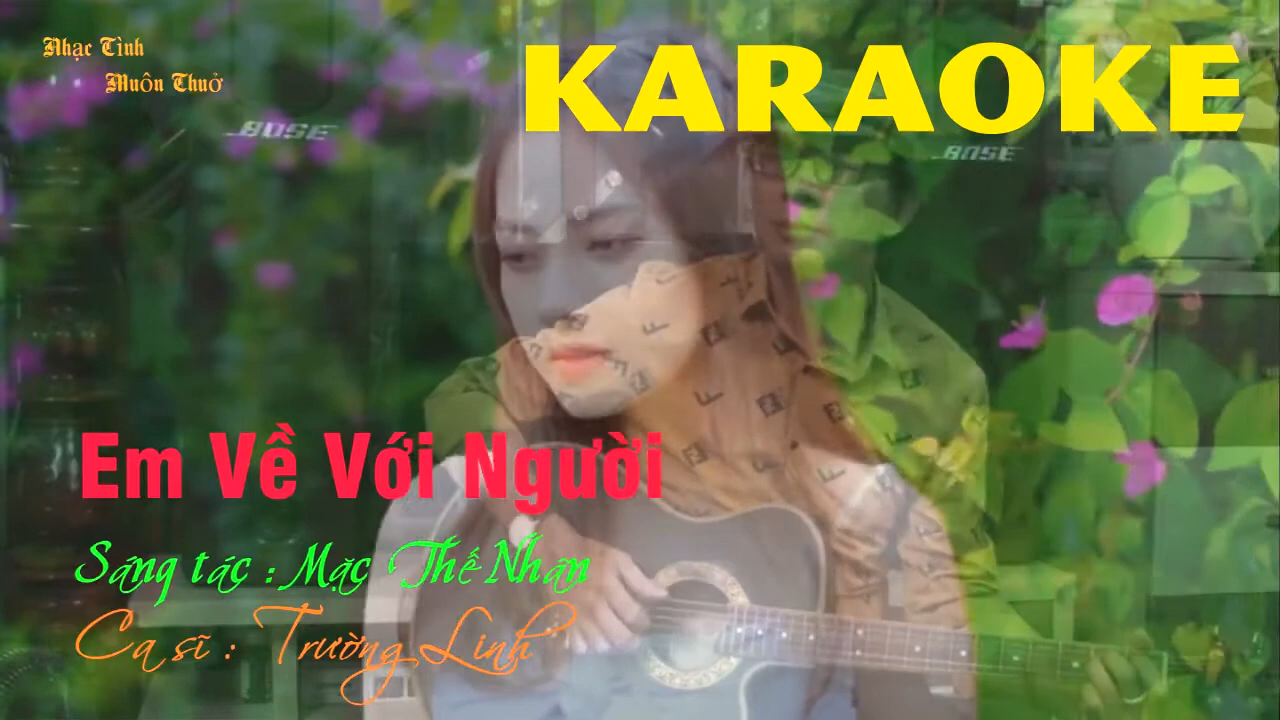 Nhạc Tình
Muôn Thuở
KARAOKE
BOSE
BOSE
Em Về Với Người
Sáng tác : Mặc Thế Nhân
Ca sĩ : Trường Linh